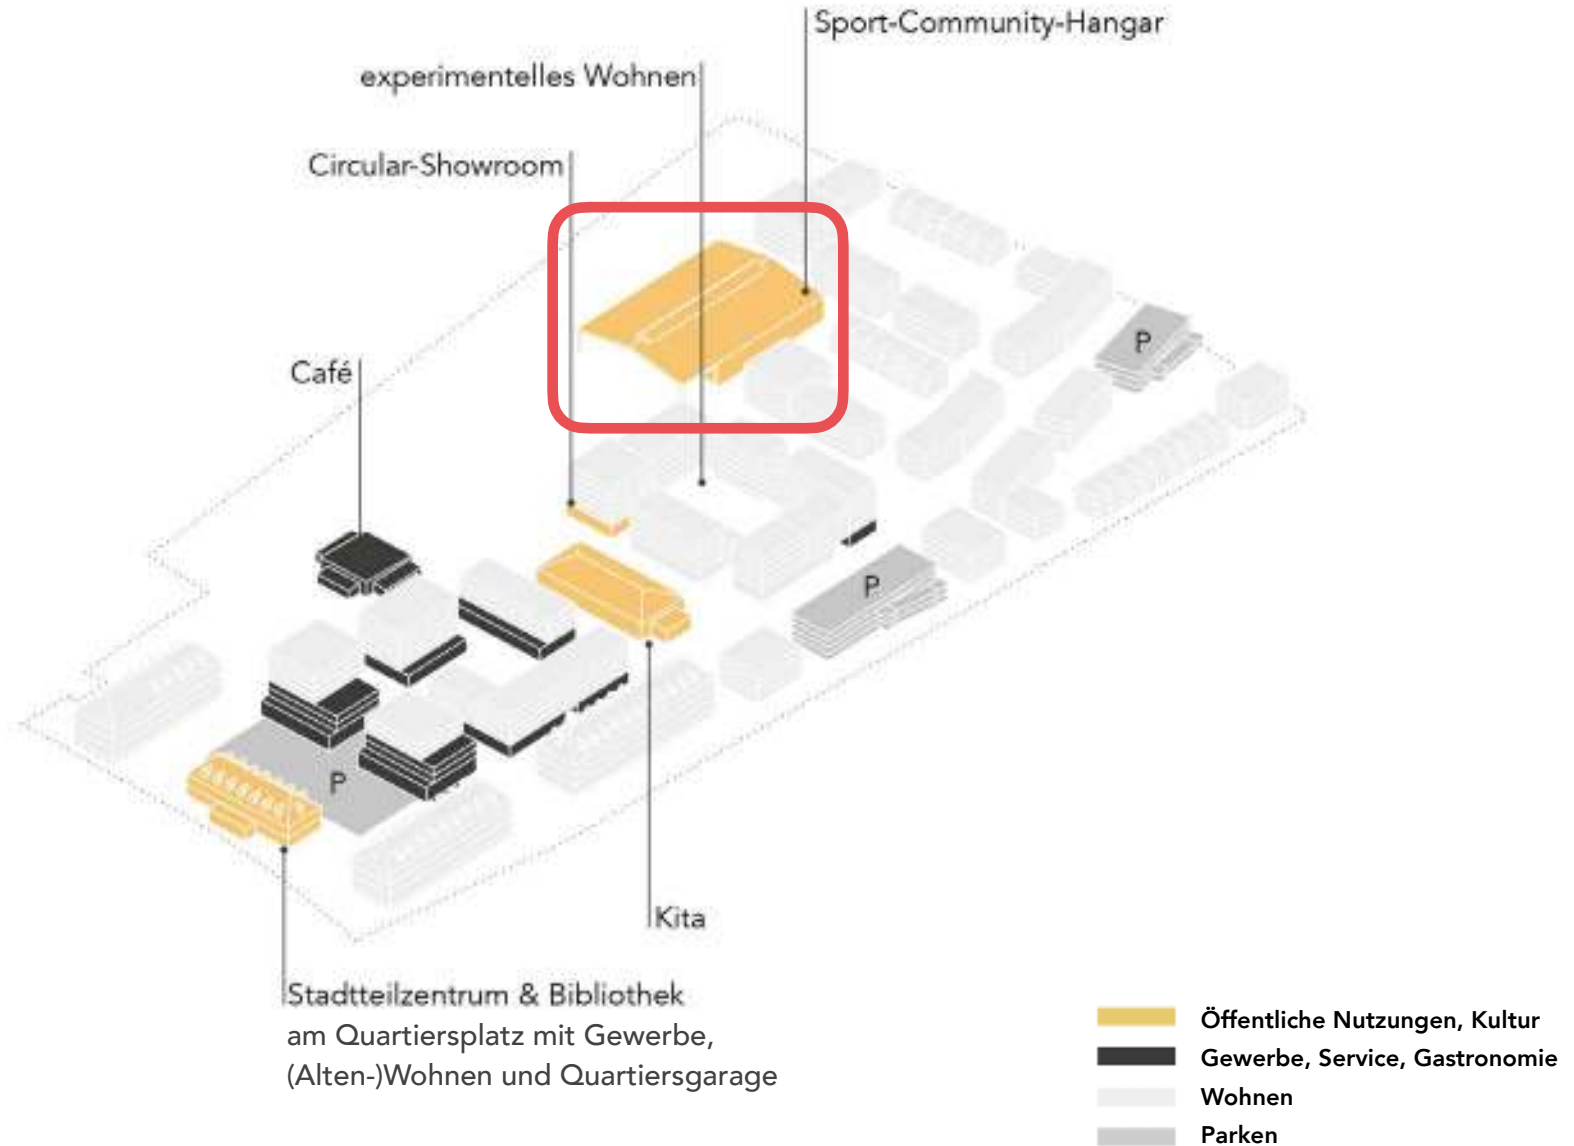 Sport-Community-Hangar
experimentelles Wohnen
Circular-Showroom
Café
P
P
P
Kita
Stadtteilzentrum & Bibliothek
am Quartiersplatz mit Gewerbe,
(Alten-)Wohnen und Quartiersgarage
Öffentliche Nutzungen, Kultur
Gewerbe, Service, Gastronomie
Wohnen
Parken